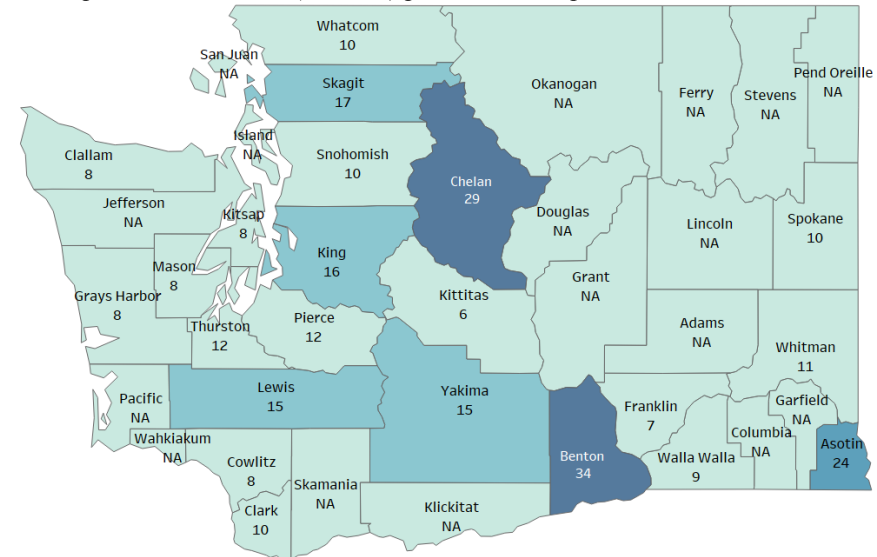 Whatcom
10
San Juan
NA
Skagit
17
Okanogan
NA
Ferry
NA
Stevens
NA
Pend Oreille
NA
Island
NA
Clallam
8
Snohomish
10
Chelan
29
Jefferson
NA
Kitsap
8
Douglas
NA
Lincoln
NA
Spokane
10
King
16
Mason
8
Grays Harbor
8
Kittitas
6
Grant
NA
Thurston
12
Pierce
12
Adams
NA
Whitman
11
Pacific
NA
Lewis
15
Yakima
15
Franklin
7
Garfield
NA
Wahkiakum
NA
Columbia
NA
Asotin
24
Cowlitz
8
Benton
34
Walla Walla
9
Skamania
NA
Clark
10
Klickitat
NA